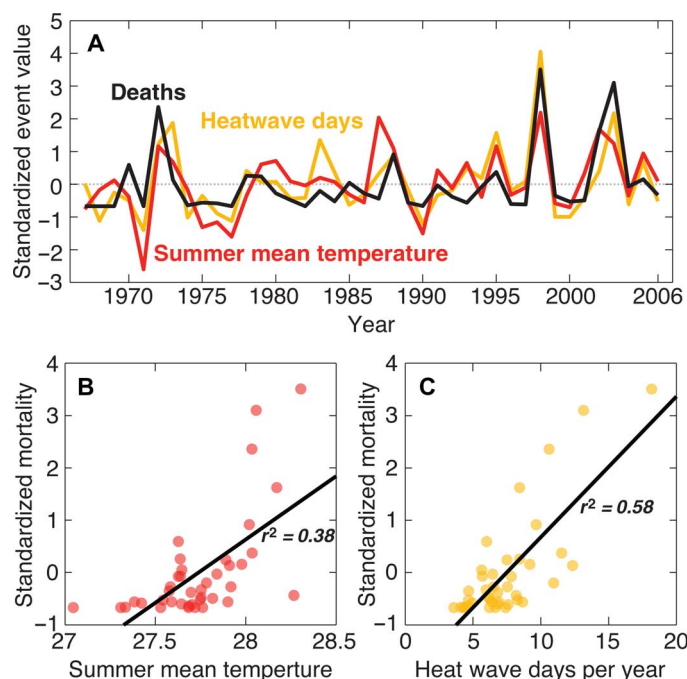 A
Standardized event value
5
4
3
2
1
0
−1
−2
−3
Deaths
Heatwave days
Summer mean temperature
1970 1975 1980 1985 1990 1995 2000 2006
Year
B
Standardized mortality
4
3
2
1
0
−1
r² = 0.38
27 27.5 28 28.5
Summer mean temperture
C
Standardized mortality
4
3
2
1
0
−1
r² = 0.58
0 5 10 15 20
Heat wave days per year